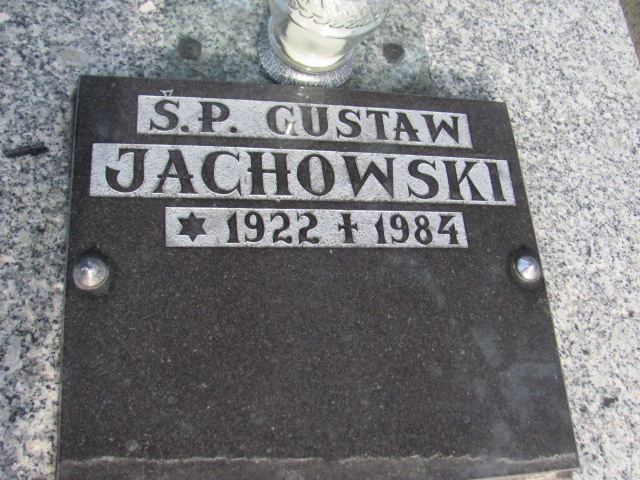 Ś.P. GUSTAW
JACHOWSKI
✶ 1922 ✝ 1984